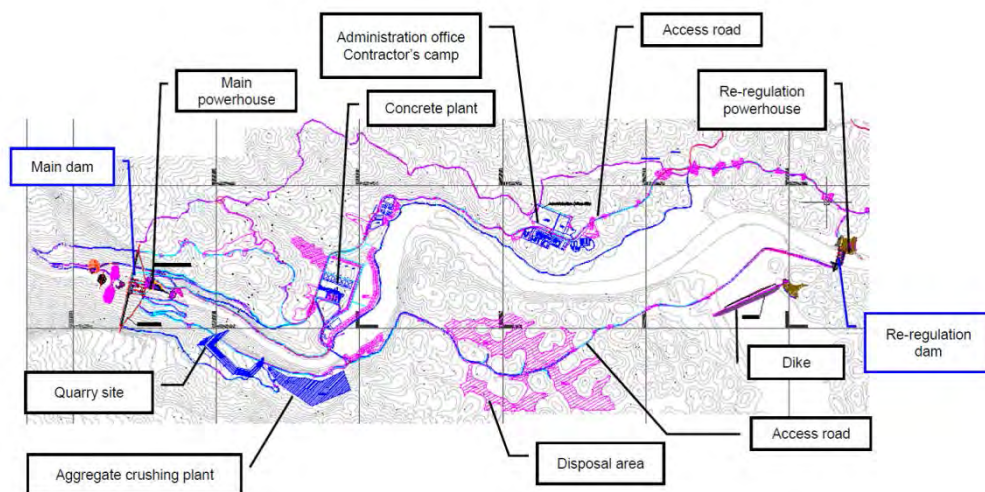 Administration office
Contractor's camp
Access road
Main
powerhouse
Concrete plant
Re-regulation
powerhouse
Main dam
Quarry site
Dike
Re-regulation
dam
Aggregate crushing plant
Disposal area
Access road